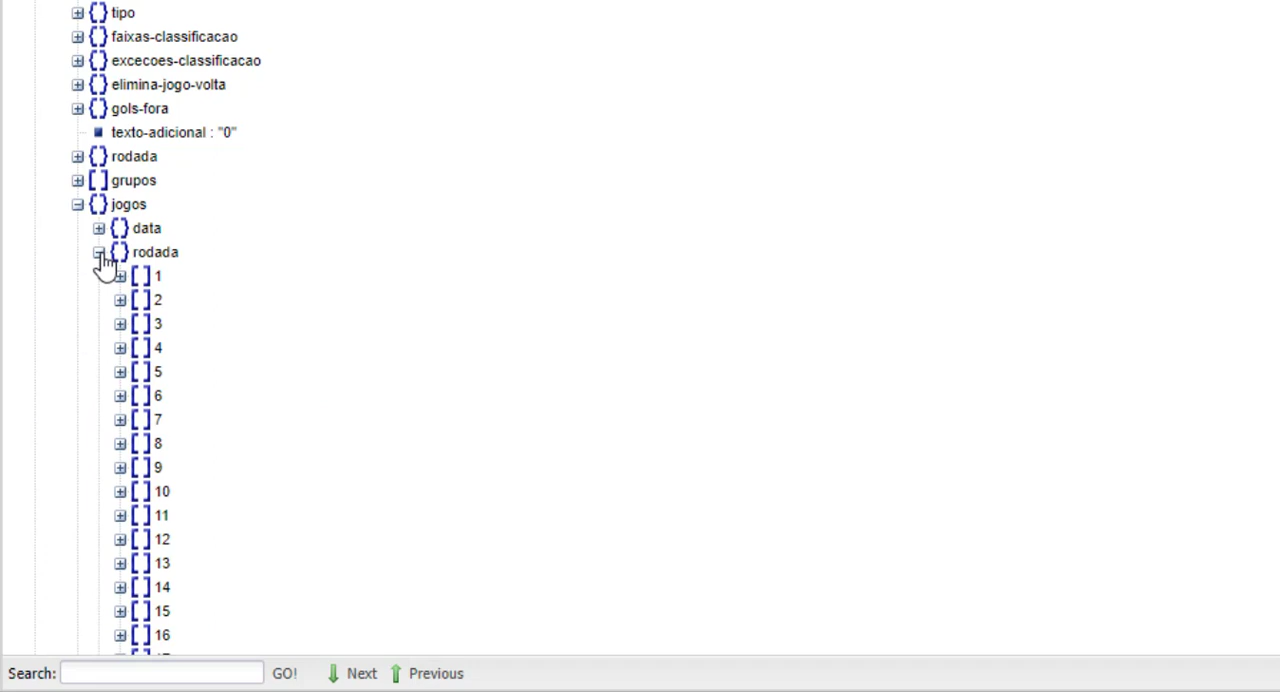 tipo
faixas-classificacao
excecoes-classificacao
elimina-jogo-volta
gols-fora
texto-adicional : "0"
rodada
grupos
jogos
data
rodada
1
2
3
4
5
6
7
8
9
10
11
12
13
14
15
16
Search: GO! Next Previous